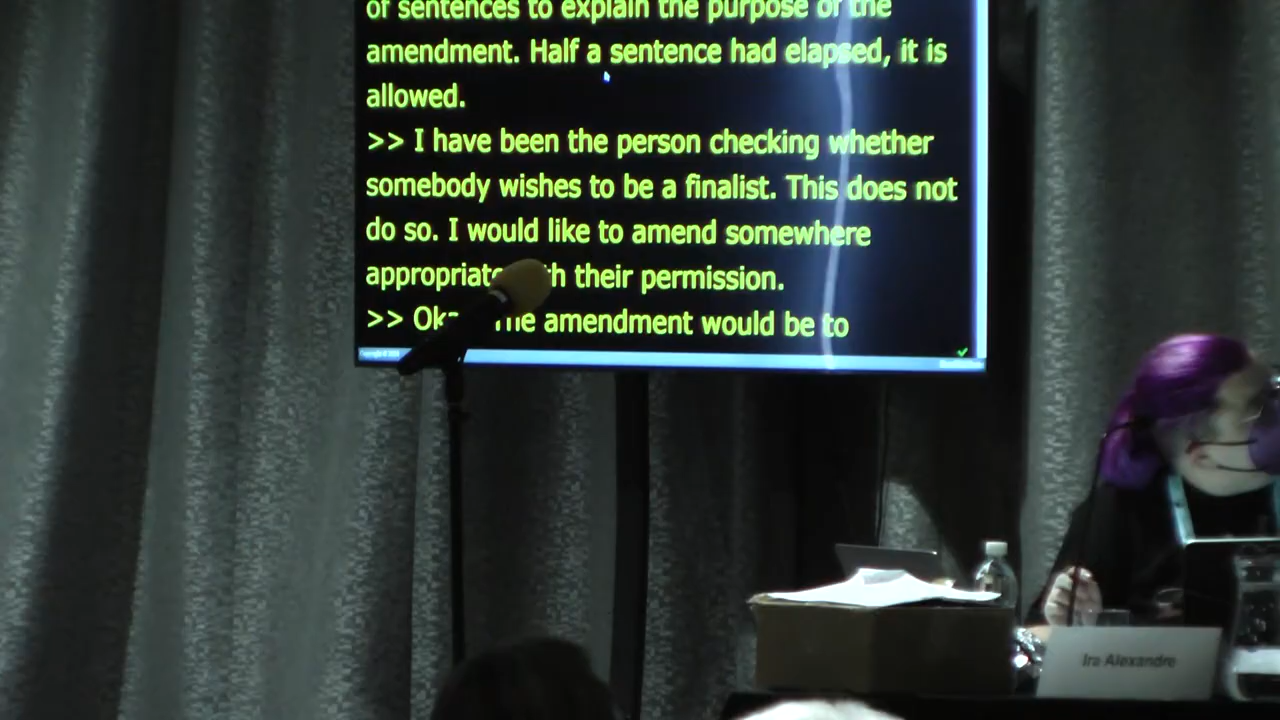 of sentences to explain the purpose of the
amendment. Half a sentence had elapsed, it is
allowed.
>> I have been the person checking whether
somebody wishes to be a finalist. This does not
do so. I would like to amend somewhere
their permission.
>> amendment would be to
Ira Alexandre